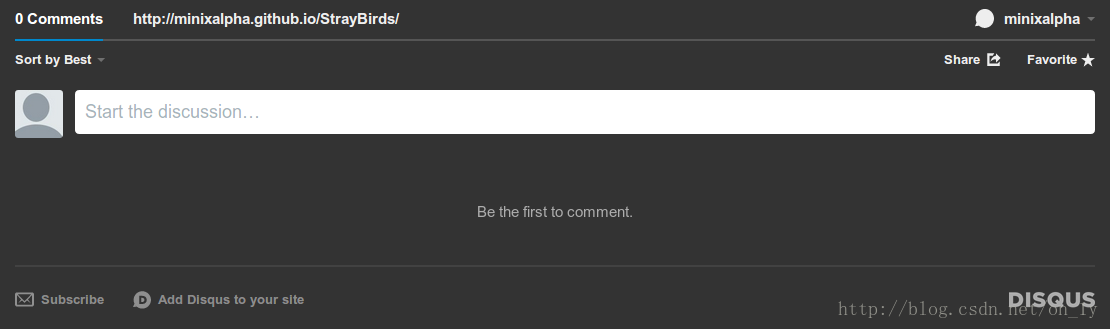 0 Comments
http://minixalpha.github.io/StrayBirds/
minixalpha
Sort by Best
Share
Favorite
Start the discussion…
Be the first to comment.
Subscribe
Add Disqus to your site
DISQUS
http://blog.csdn.net/on_1y